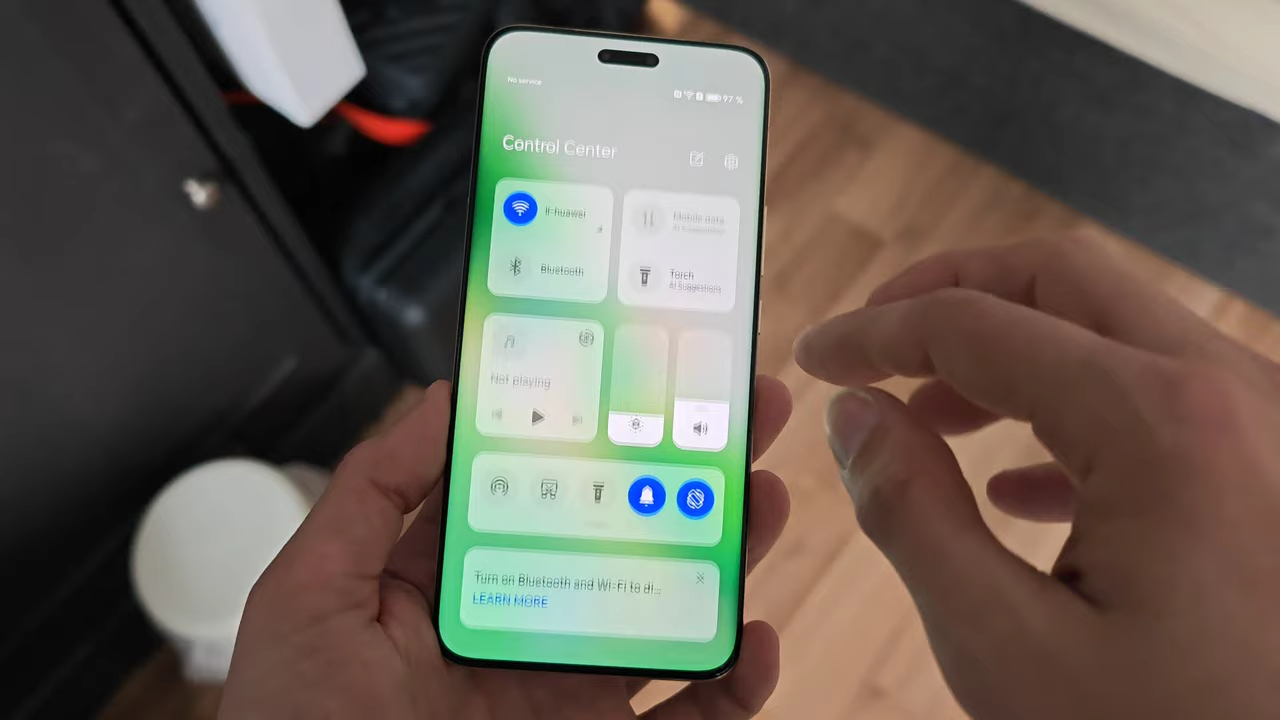 No service
97 %
Control Center
II-huawei
Mobile data
AI Suggestions
Bluetooth
Torch
AI Suggestions
Not playing
Turn on Bluetooth and Wi-Fi to di...
LEARN MORE